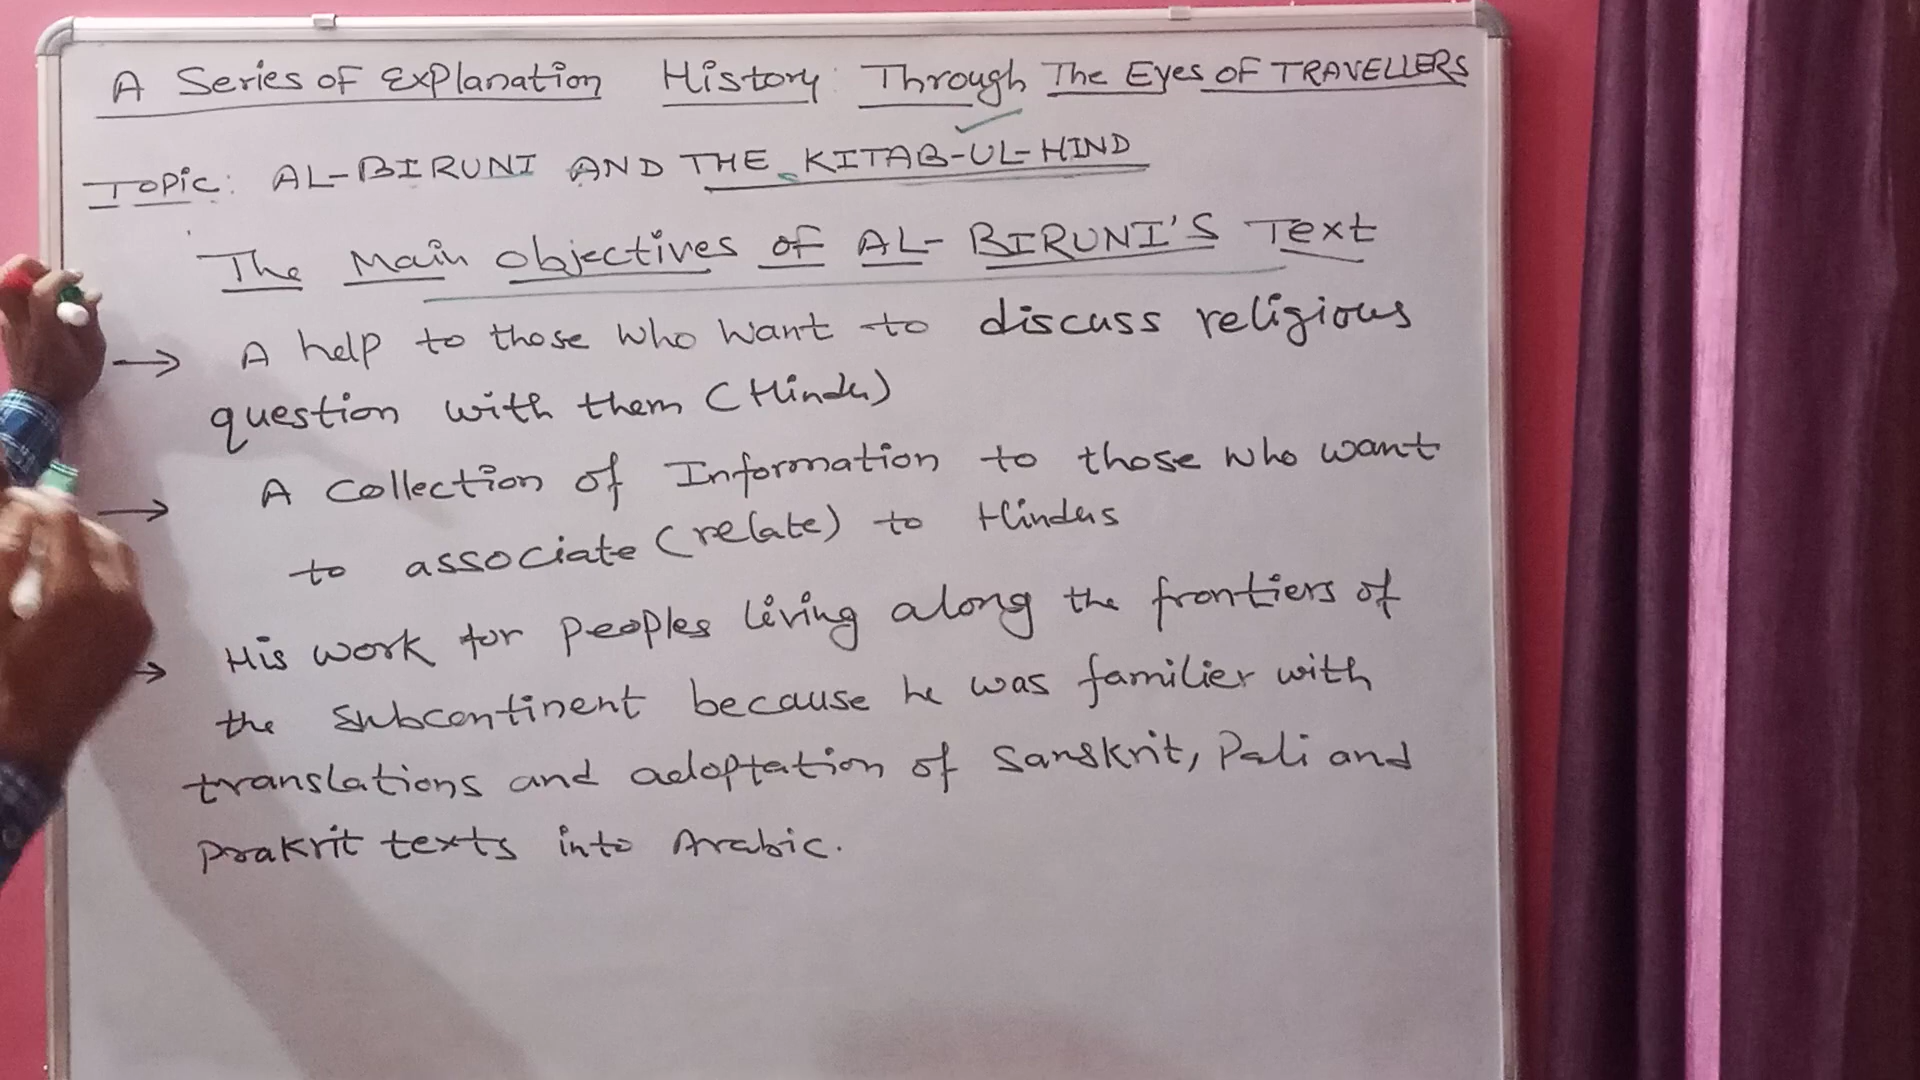 A Series of Explanation History: Through The Eyes of TRAVELLERS
Topic: AL-BIRUNI AND THE KITAB-UL-HIND
The Main objectives of AL-BIRUNI'S Text
→ A help to those who want to discuss religious
question with them (Hindu)
→ A collection of Information to those who want
to associate (relate) to Hindus
→ His work for peoples living along the frontiers of
the subcontinent because he was familier with
translations and adoptation of Sanskrit, Pali and
Prakrit texts into Arabic.